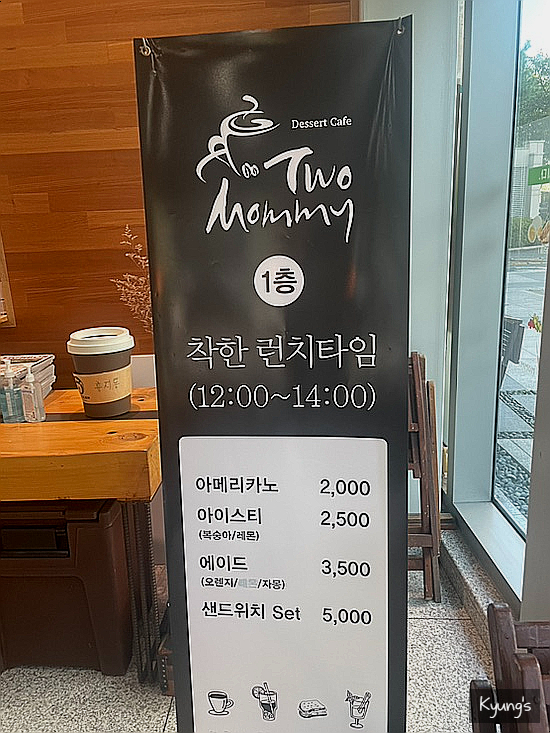 Dessert Cafe
Two
Mommy
1층
착한 런치타임
(12:00~14:00)
아메리카노 2,000
아이스티 2,500
(복숭아/레몬)
에이드 3,500
(오렌지/레몬/자몽)
샌드위치 Set 5,000
Kyung's